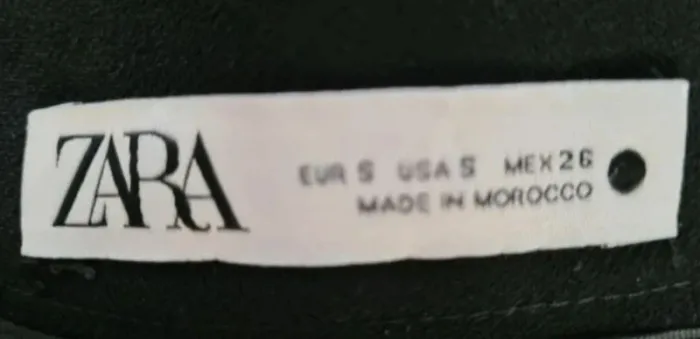 ZARA
EUR S USA S MEX 26
MADE IN MOROCCO